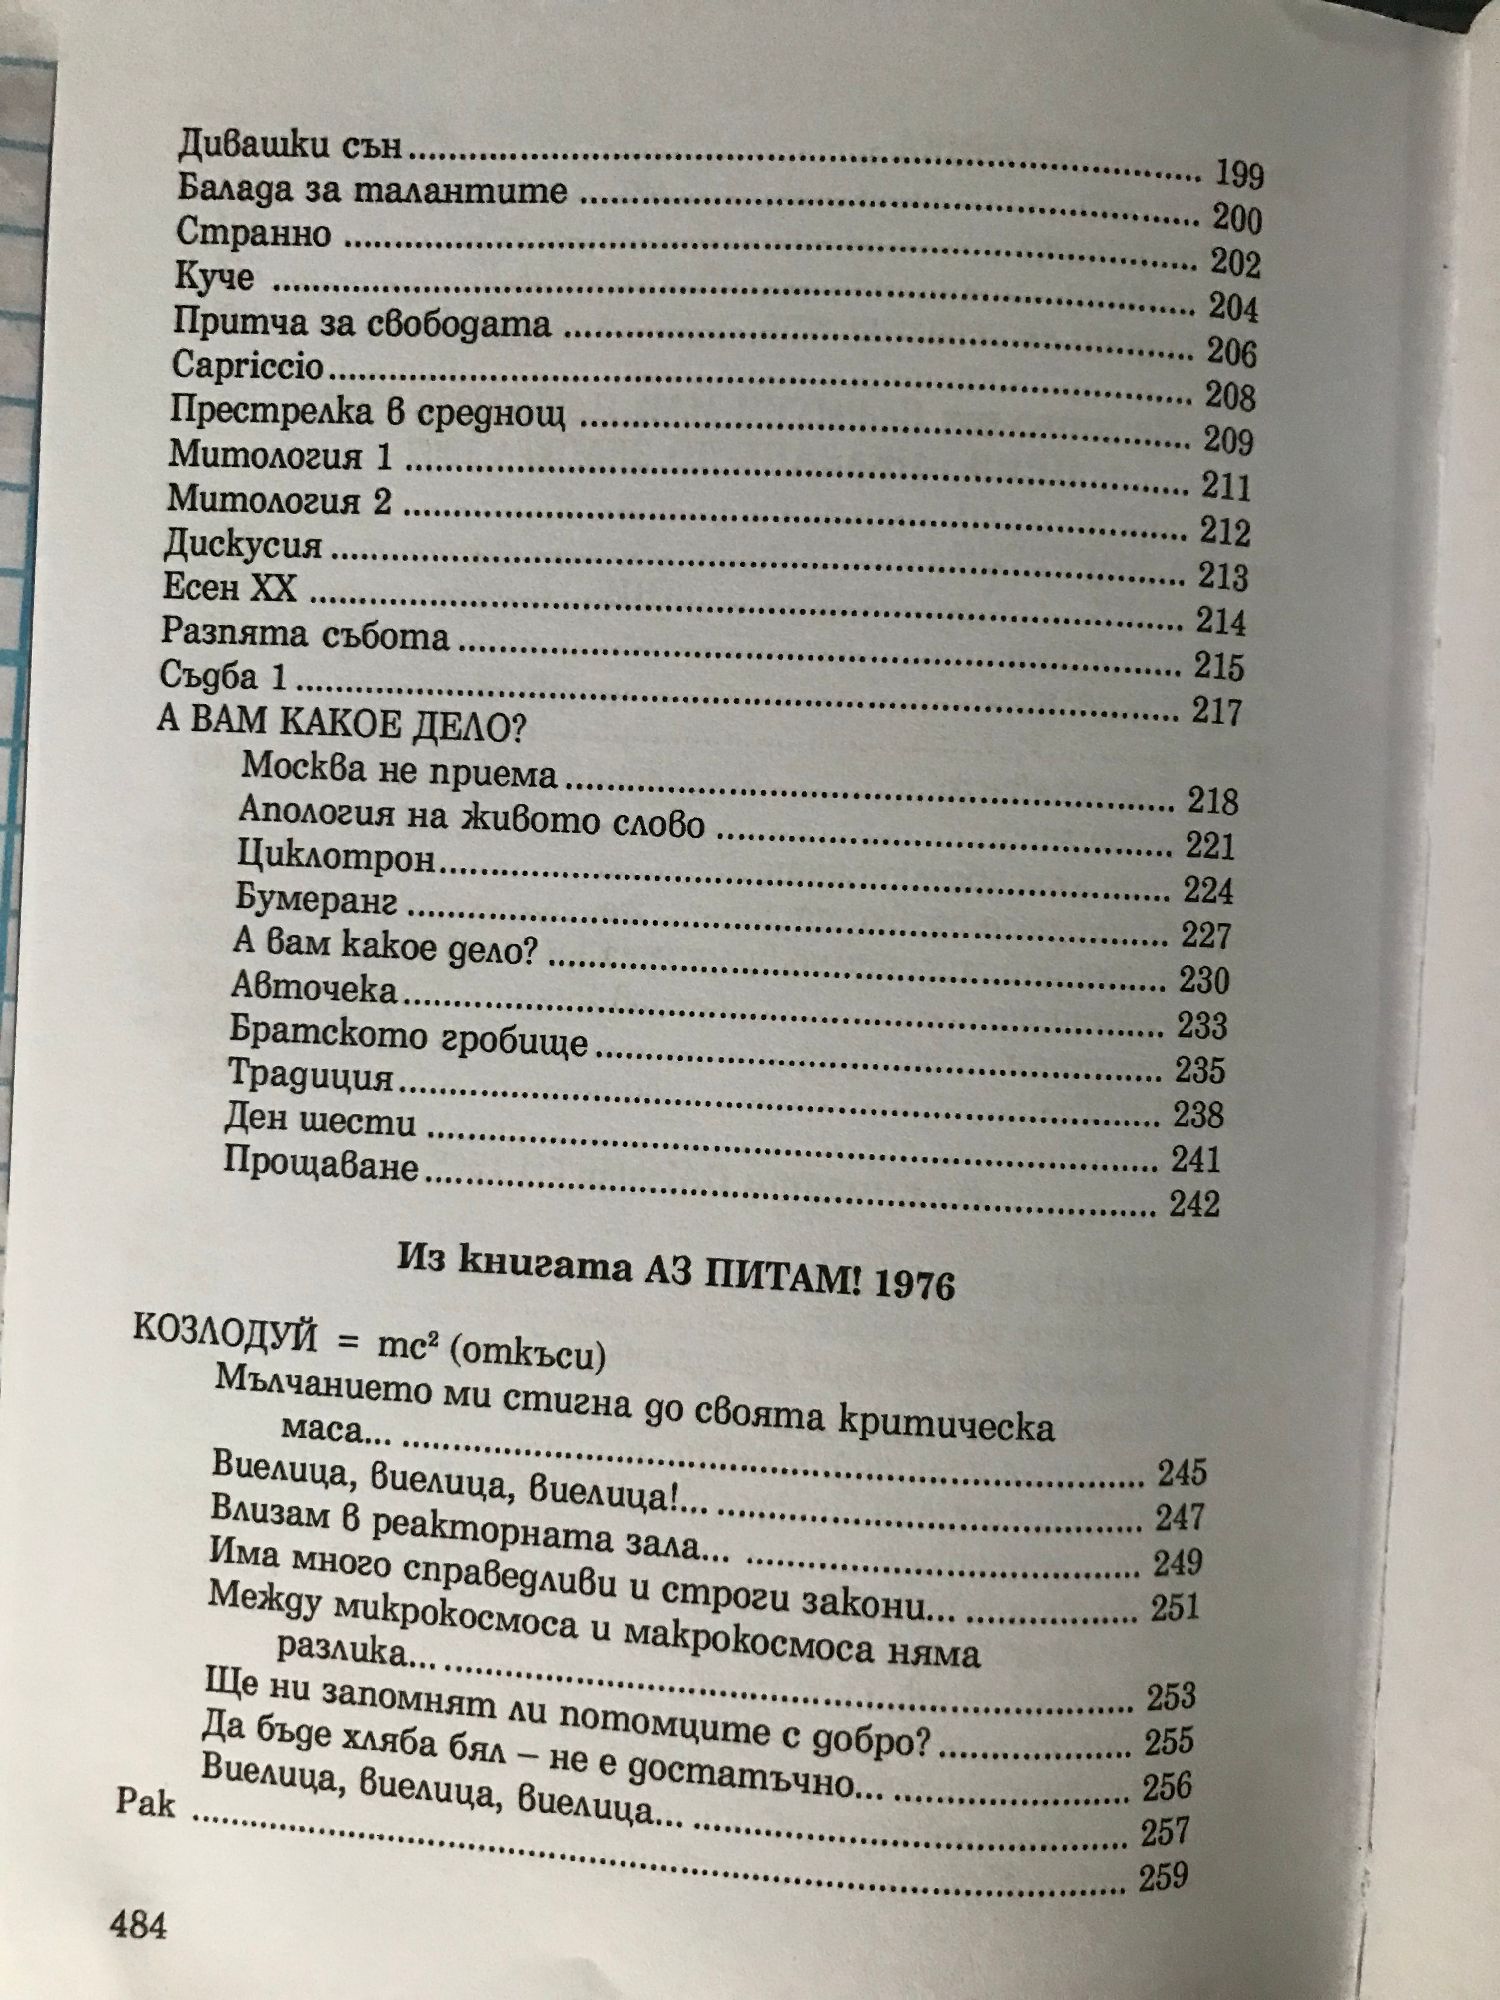 Дивашки сън ........ 199
Балада за талантите ........ 200
Странно ........ 202
Куче ........ 204
Притча за свободата ........ 206
Capriccio ........ 208
Престрелка в среднощ ........ 209
Митология 1 ........ 211
Митология 2 ........ 212
Дискусия ........ 213
Есен XX ........ 214
Разпята събота ........ 215
Съдба 1 ........ 217
А ВАМ КАКОЕ ДЕЛО?
Москва не приема ........ 218
Апология на живото слово ........ 221
Циклотрон ........ 224
Бумеранг ........ 227
А вам какое дело? ........ 230
Авточека ........ 233
Братското гробище ........ 235
Традиция ........ 238
Ден шести ........ 241
Прощаване ........ 242
Из книгата АЗ ПИТАМ! 1976
КОЗЛОДУЙ = mc² (откъси)
Мълчанието ми стигна до своята критическа
маса... ........ 245
Виелица, виелица, виелица!... ........ 247
Влизам в реакторната зала... ........ 249
Има много справедливи и строги закони... ........ 251
Между микрокосмоса и макрокосмоса няма
разлика... ........ 253
Ще ни запомнят ли потомците с добро? ........ 255
Да бъде хляба бял – не е достатъчно... ........ 256
Виелица, виелица, виелица... ........ 257
Рак ........ 259
484